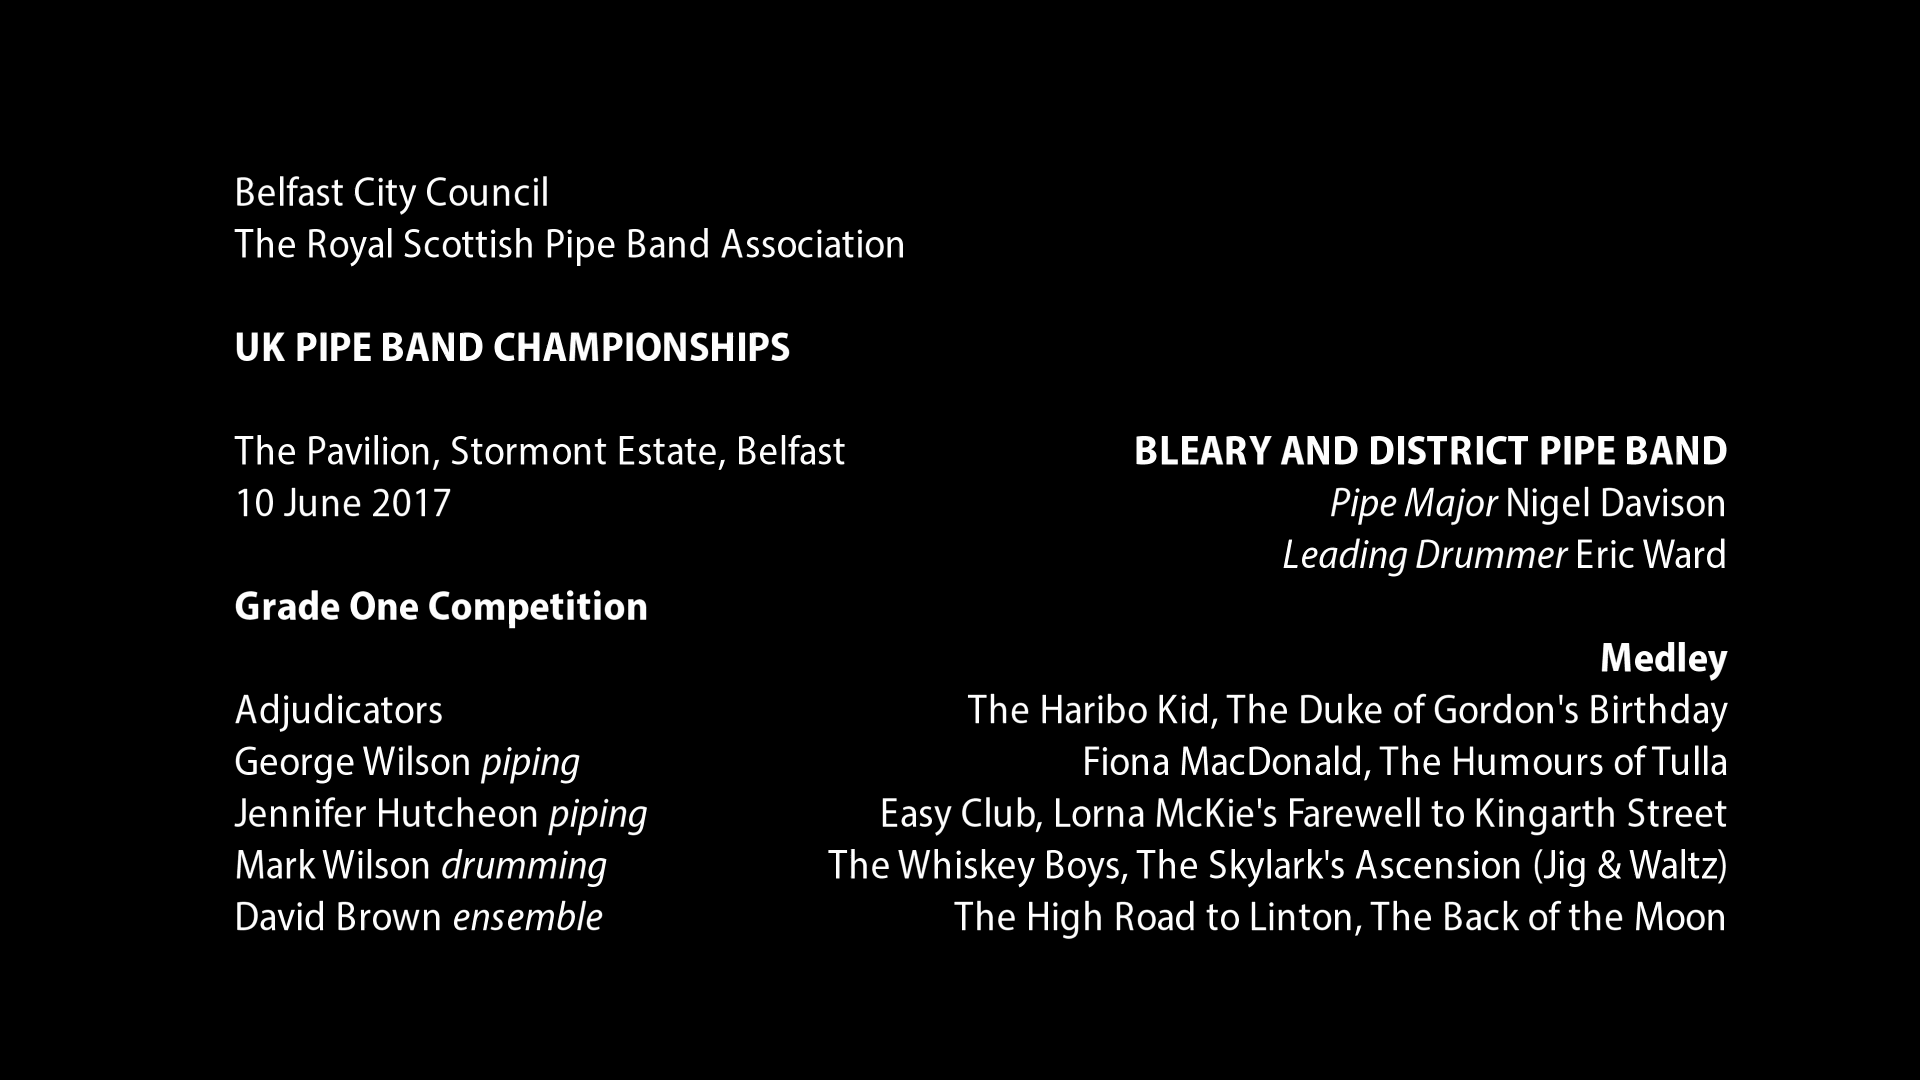 Belfast City Council
The Royal Scottish Pipe Band Association
UK PIPE BAND CHAMPIONSHIPS
The Pavilion, Stormont Estate, Belfast
10 June 2017
Grade One Competition
Adjudicators
George Wilson piping
Jennifer Hutcheon piping
Mark Wilson drumming
David Brown ensemble
BLEARY AND DISTRICT PIPE BAND
Pipe Major Nigel Davison
Leading Drummer Eric Ward
Medley
The Haribo Kid, The Duke of Gordon's Birthday
Fiona MacDonald, The Humours of Tulla
Easy Club, Lorna McKie's Farewell to Kingarth Street
The Whiskey Boys, The Skylark's Ascension (Jig & Waltz)
The High Road to Linton, The Back of the Moon